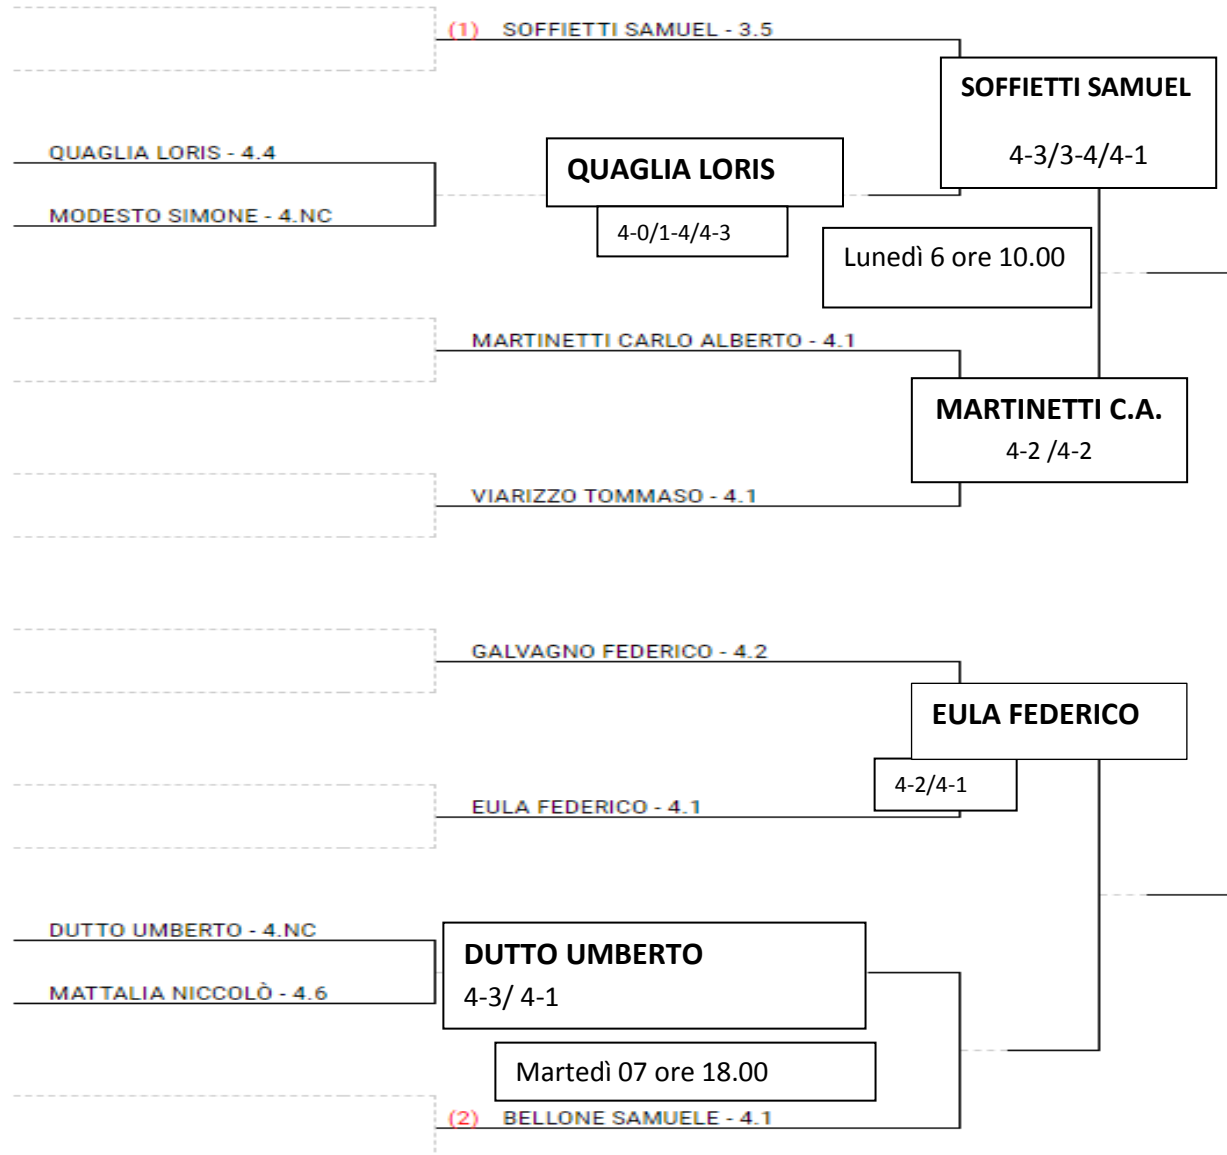 (1) SOFFIETTI SAMUEL - 3.5
SOFFIETTI SAMUEL
4-3/3-4/4-1
QUAGLIA LORIS - 4.4
QUAGLIA LORIS
MODESTO SIMONE - 4.NC
4-0/1-4/4-3
Lunedì 6 ore 10.00
MARTINETTI CARLO ALBERTO - 4.1
MARTINETTI C.A.
4-2 /4-2
VIARIZZO TOMMASO - 4.1
GALVAGNO FEDERICO - 4.2
EULA FEDERICO
4-2/4-1
EULA FEDERICO - 4.1
DUTTO UMBERTO - 4.NC
DUTTO UMBERTO
4-3/ 4-1
MATTALIA NICCOLÒ - 4.6
Martedì 07 ore 18.00
(2) BELLONE SAMUELE - 4.1